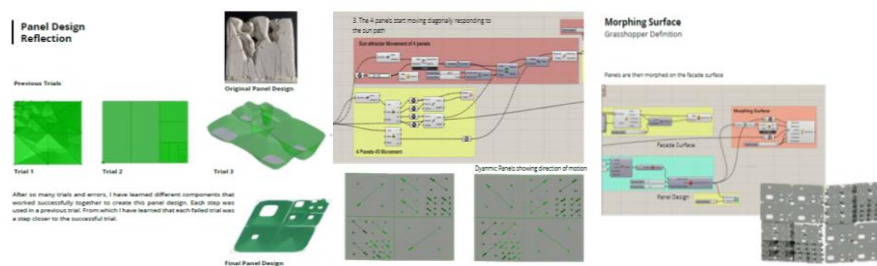 Panel Design
Reflection
Previous Trials
Original Panel Design
Trial 1
Trial 2
Trial 3
After so many trials and errors, I have learned different components that
worked successfully together to create this panel design. Each step was
used in a previous trial. From which I have learned that each failed trial was
a step closer to the successful trial.
Final Panel Design
3. The 4 panels start moving diagonally responding to
the sun path
Sun attractor Movement of 4 panels
4 Panels 45 Movement
Dyanmic Panels showing direction of motion
Morphing Surface
Grasshopper Definition
Panels are then morphed on the facade surface
Morphing Surface
Facade Surface
Panel Design